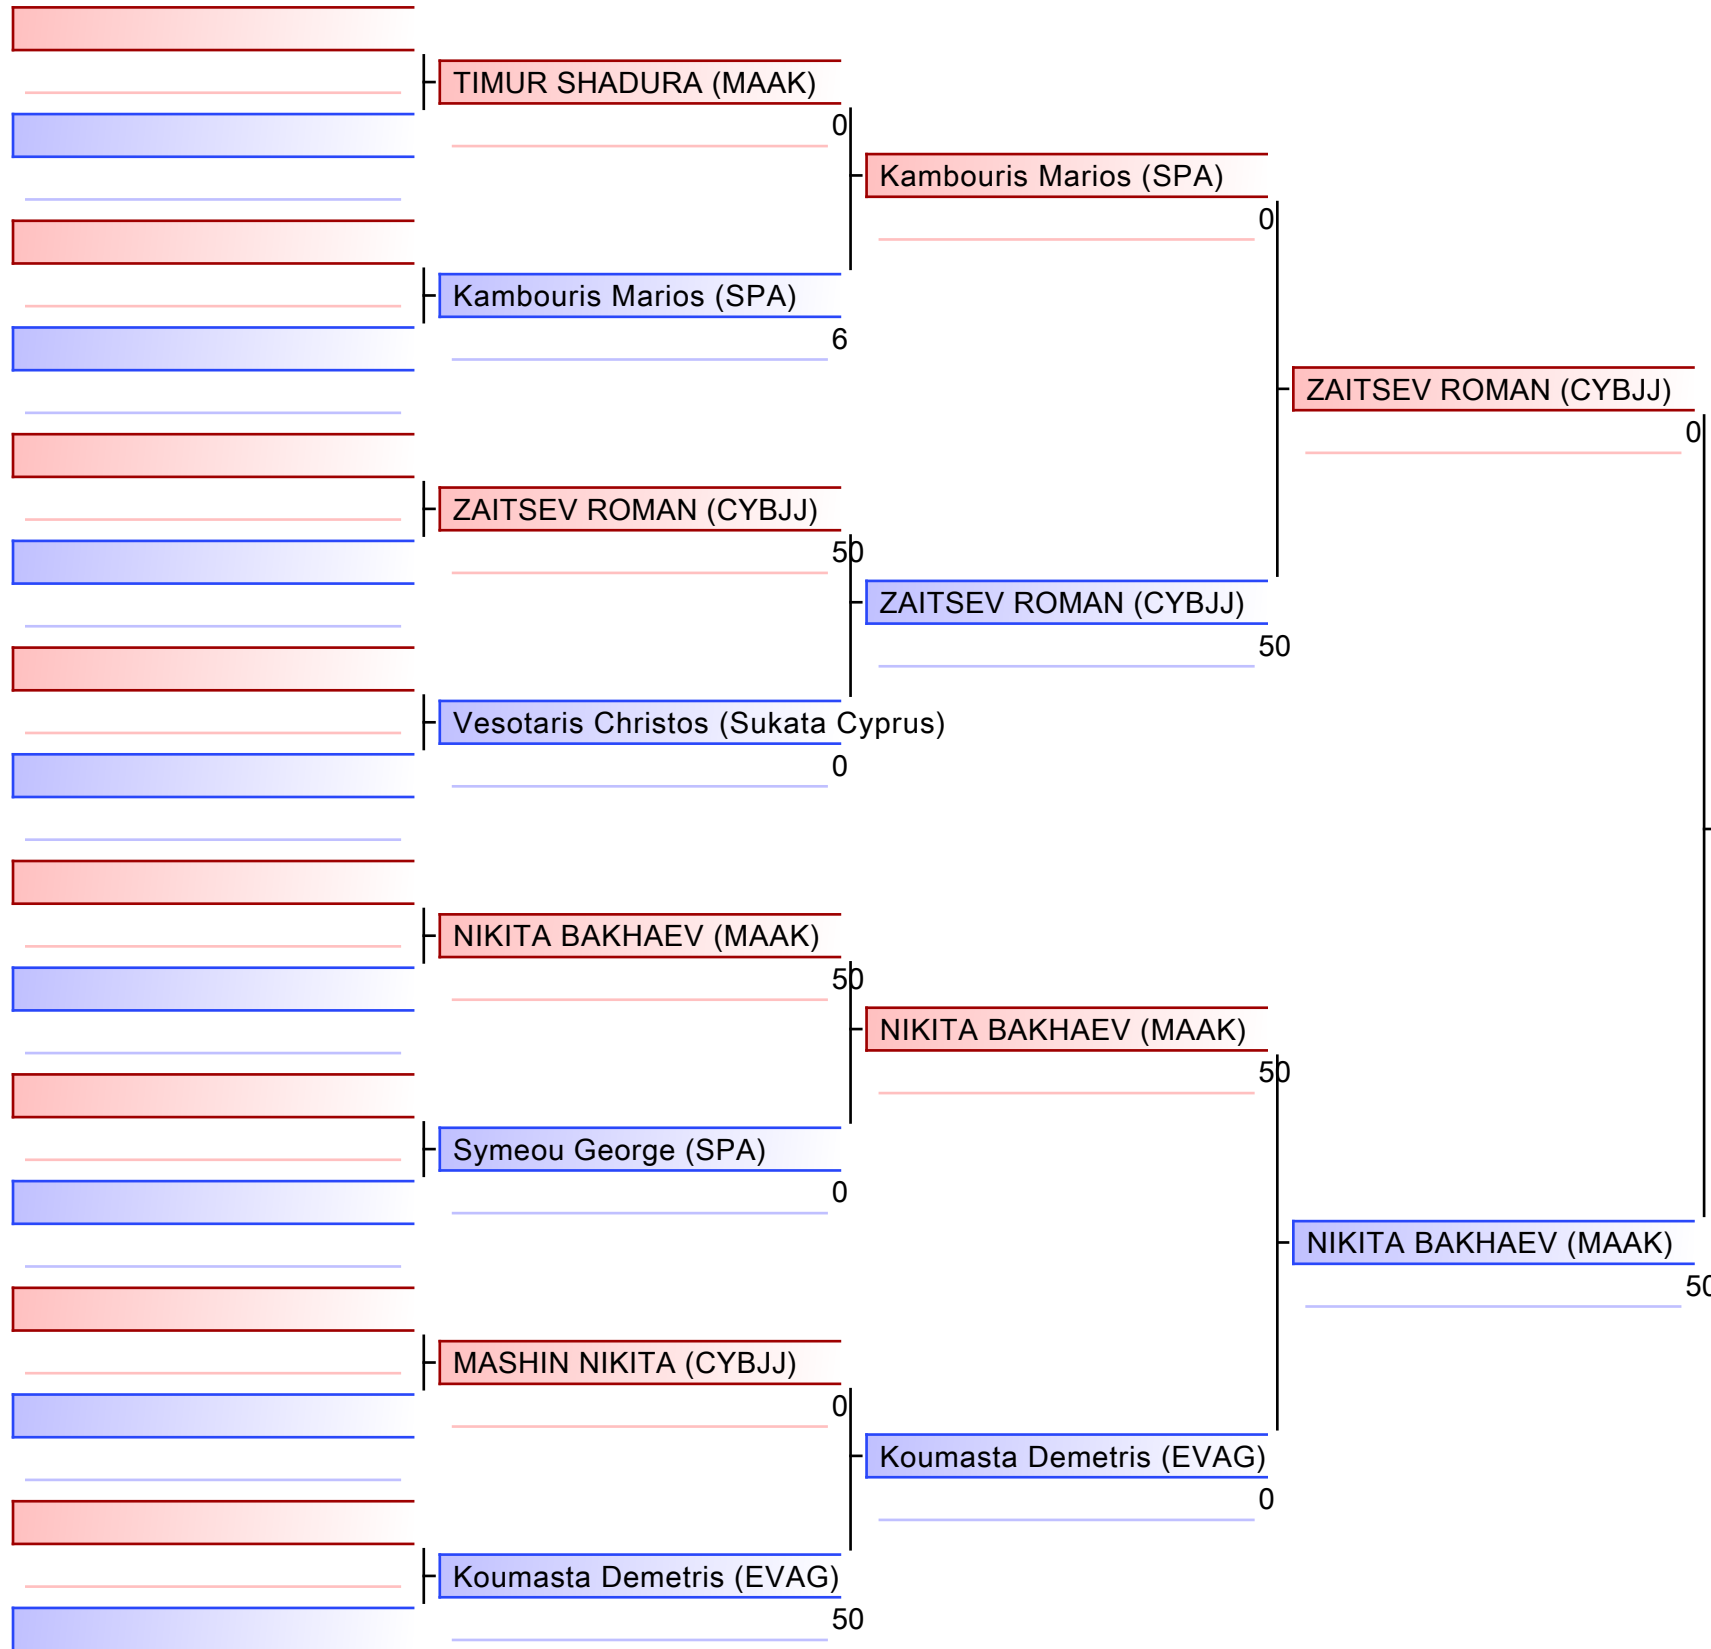 TIMUR SHADURA (MAAK)
0
Kambouris Marios (SPA)
0
Kambouris Marios (SPA)
6
ZAITSEV ROMAN (CYBJJ)
0
ZAITSEV ROMAN (CYBJJ)
50
ZAITSEV ROMAN (CYBJJ)
50
Vesotaris Christos (Sukata Cyprus)
0
NIKITA BAKHAEV (MAAK)
50
NIKITA BAKHAEV (MAAK)
50
Symeou George (SPA)
0
NIKITA BAKHAEV (MAAK)
50
MASHIN NIKITA (CYBJJ)
0
Koumasta Demetris (EVAG)
0
Koumasta Demetris (EVAG)
50